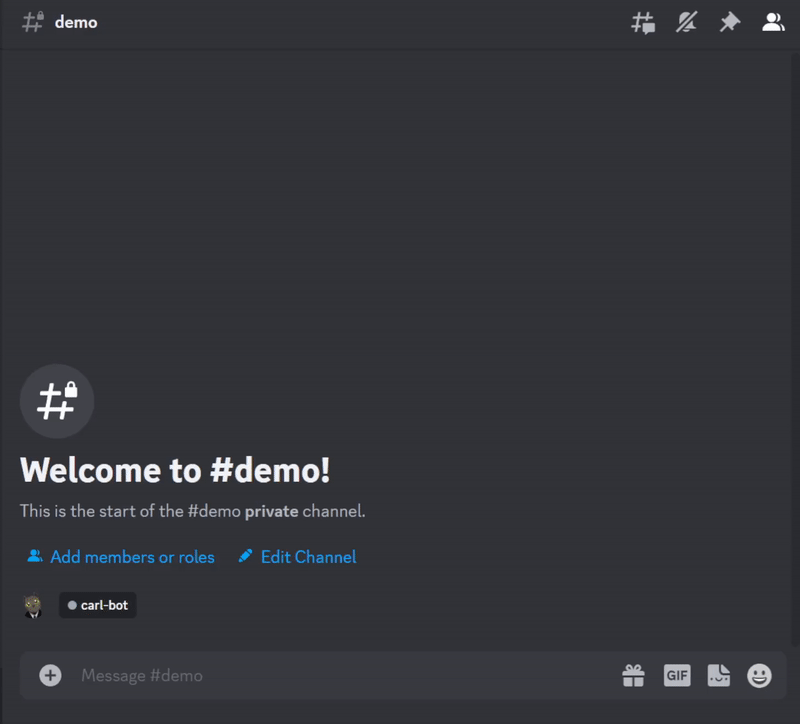 demo
Welcome to #demo!
This is the start of the #demo private channel.
Add members or roles Edit Channel
carl-bot
Message #demo GIF